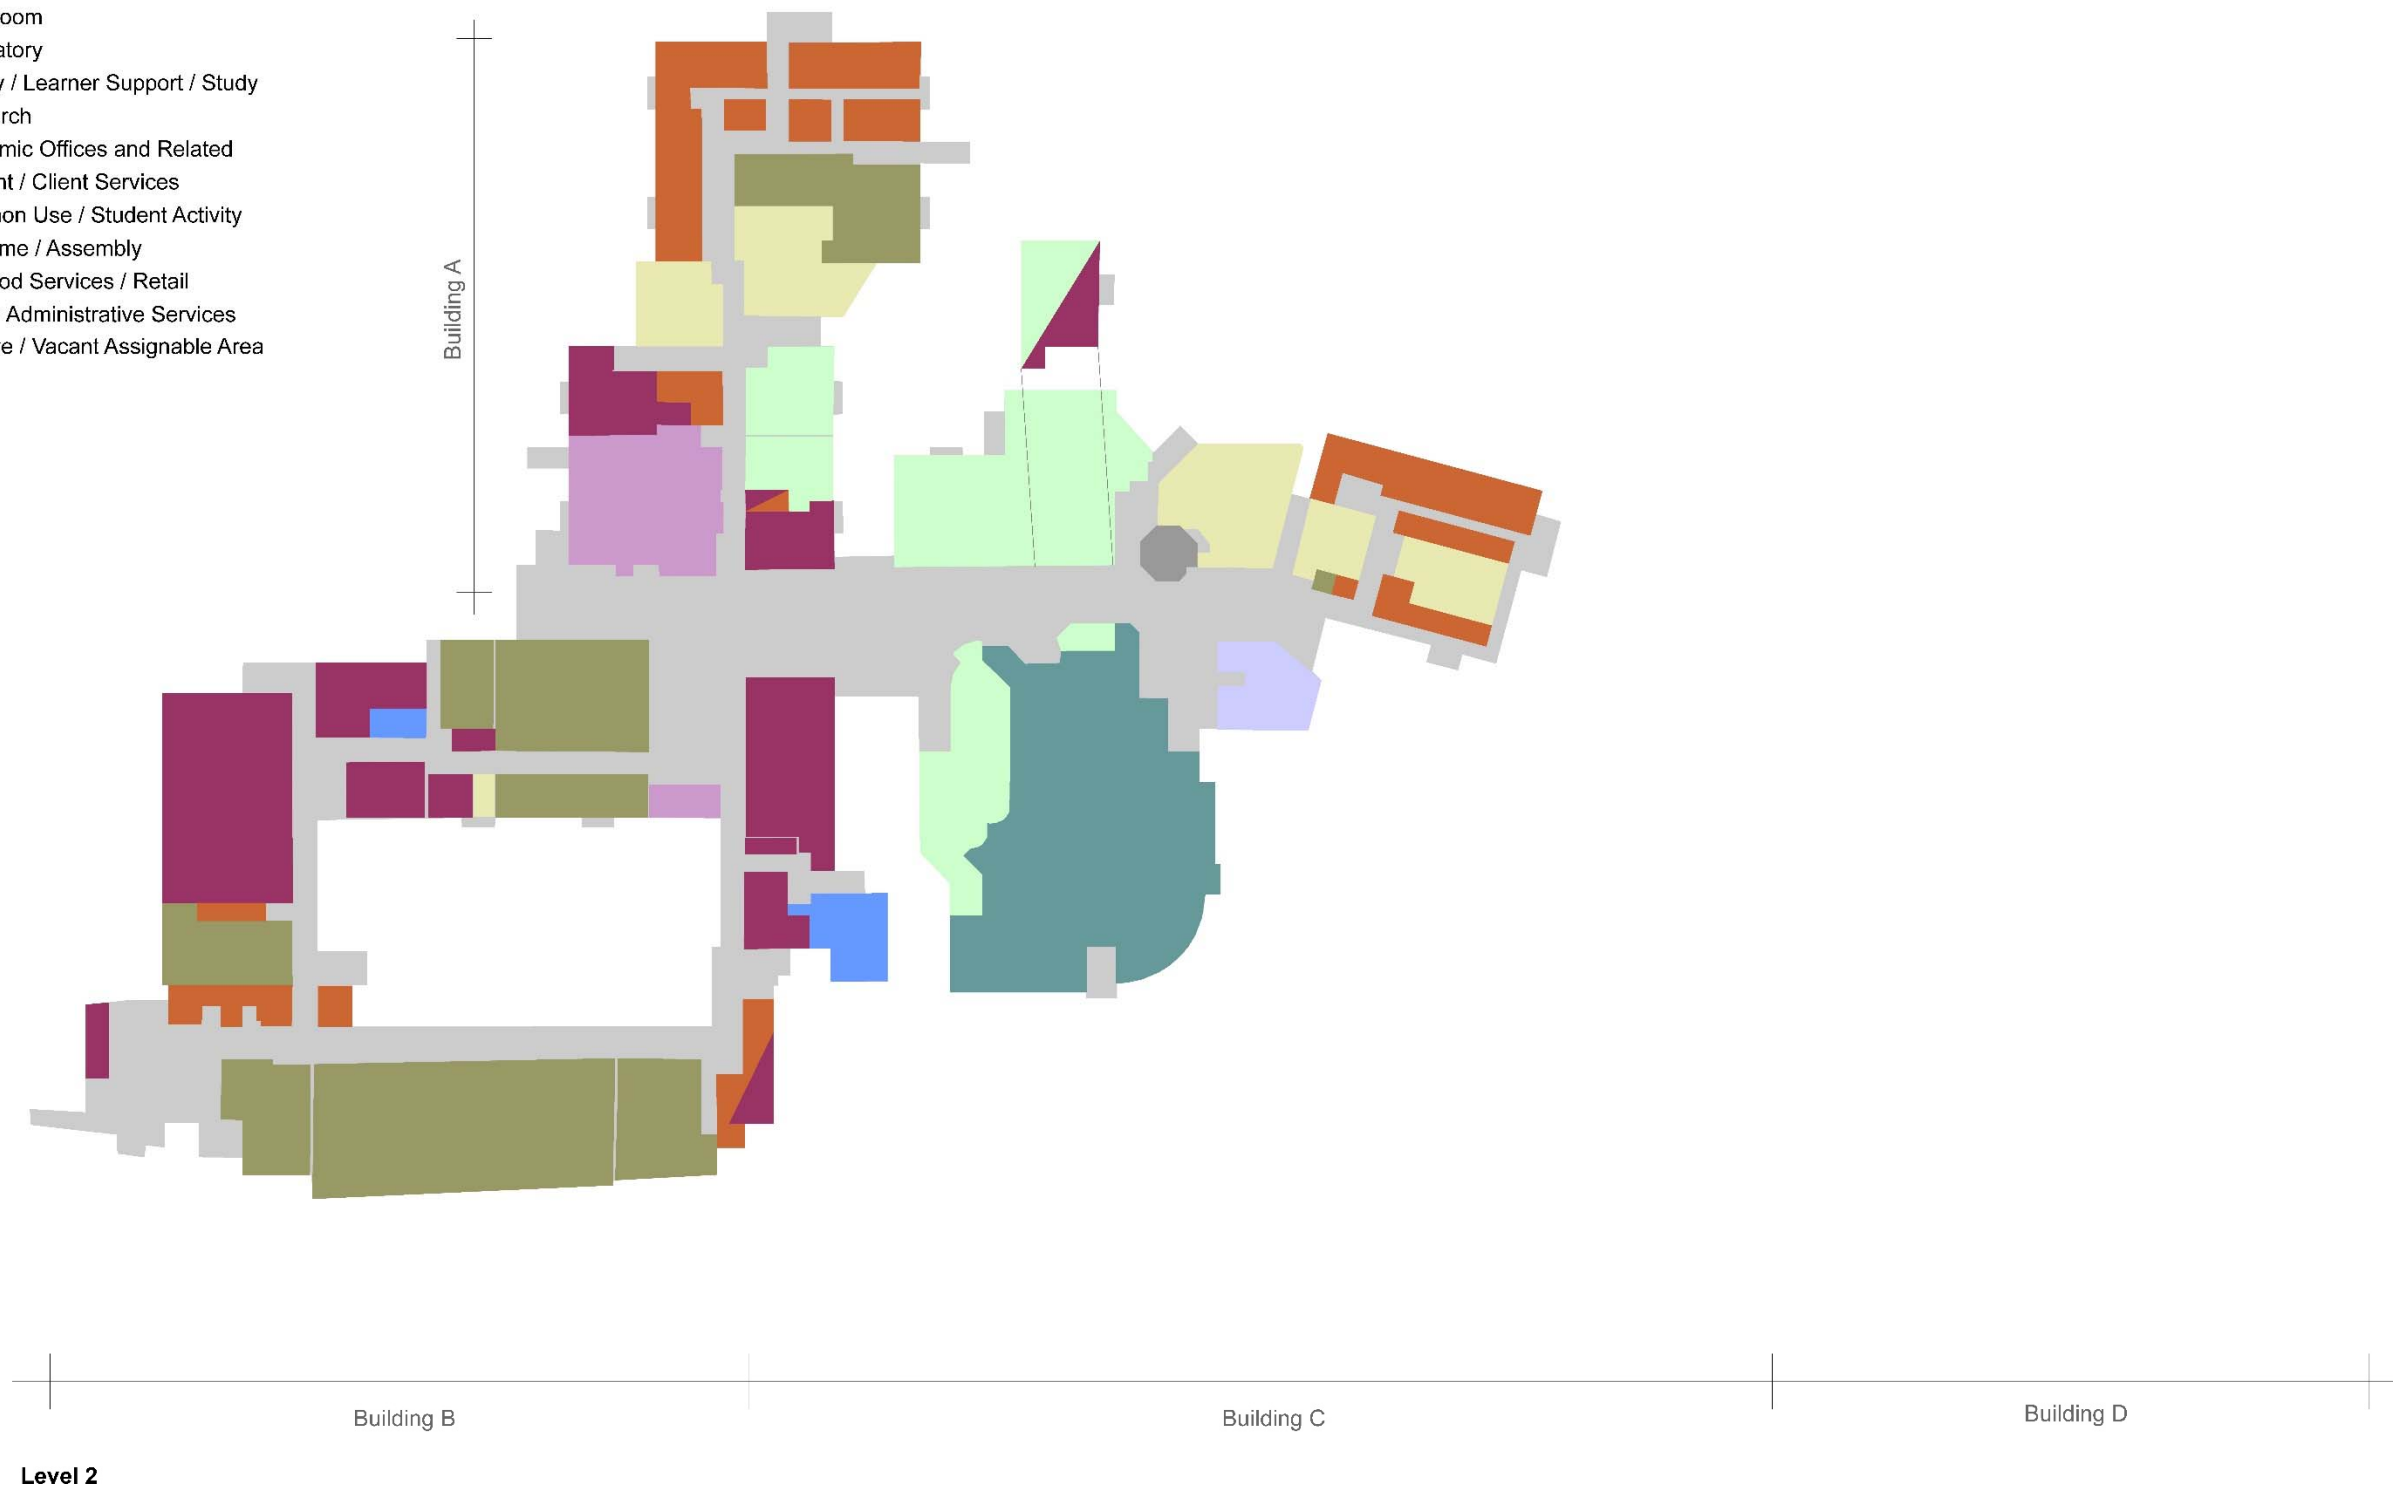 oom
atory
/ / Learner Support / Study
rch
mic Offices and Related
nt / Client Services
on Use / Student Activity
me / Assembly
od Services / Retail
Administrative Services
e / Vacant Assignable Area
Building A
Building B
Building C
Building D
Level 2